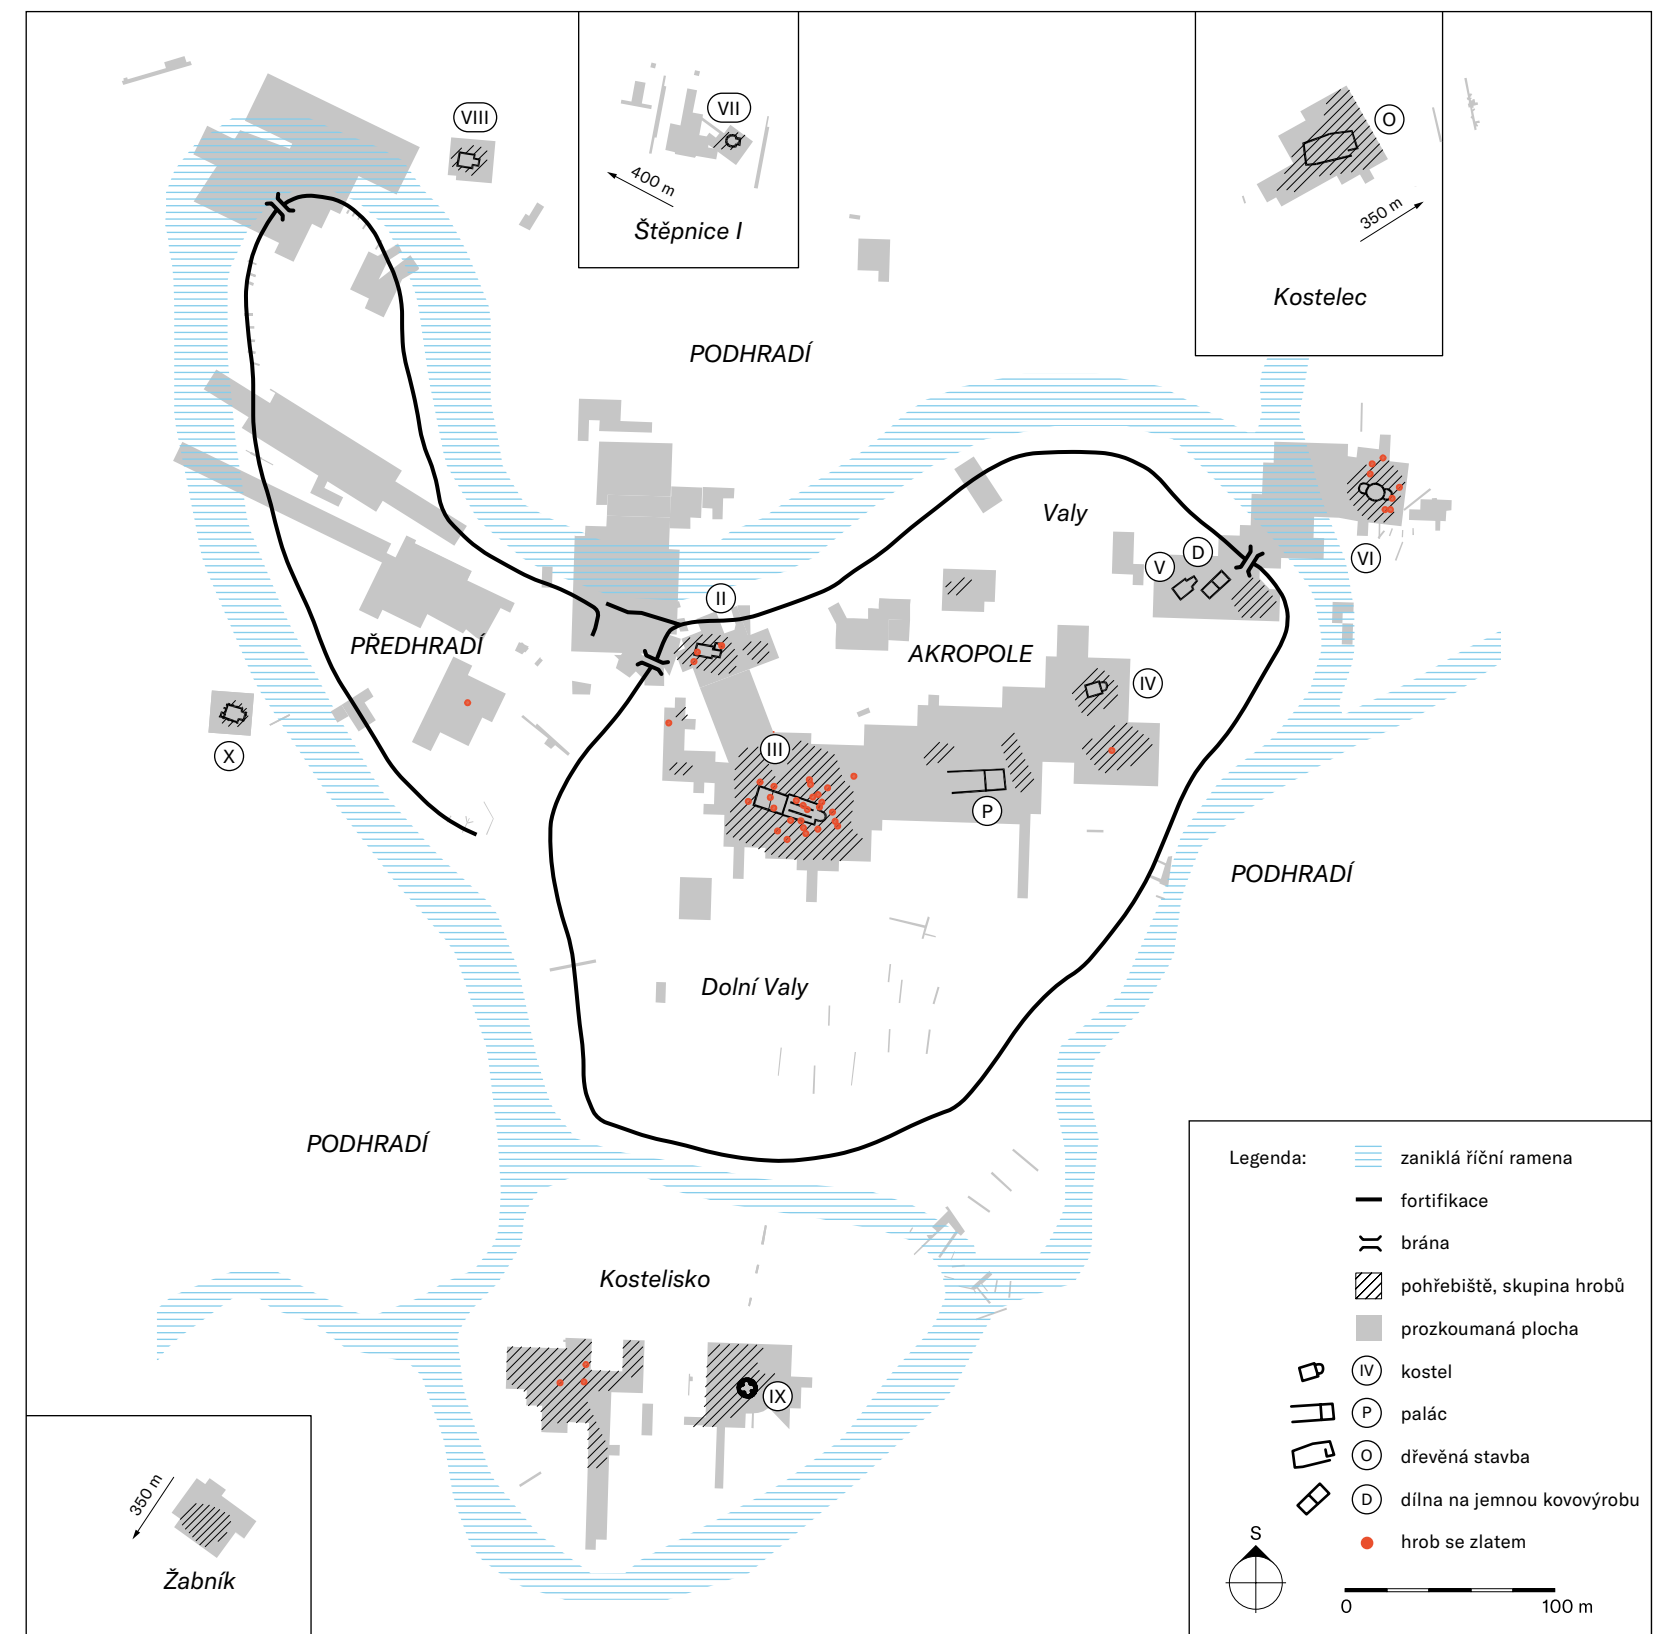 VIII
VII
400 m
Štěpnice I
O
350 m
Kostelec
PODHRADÍ
Valy
V
D
VI
II
PŘEDHRADÍ
AKROPOLE
IV
X
III
P
PODHRADÍ
Dolní Valy
PODHRADÍ
Kostelisko
IX
350 m
Žabník
Legenda:
zaniklá říční ramena
fortifikace
brána
pohřebiště, skupina hrobů
prozkoumaná plocha
IV kostel
P palác
O dřevěná stavba
D dílna na jemnou kovovýrobu
hrob se zlatem
S
0 100 m